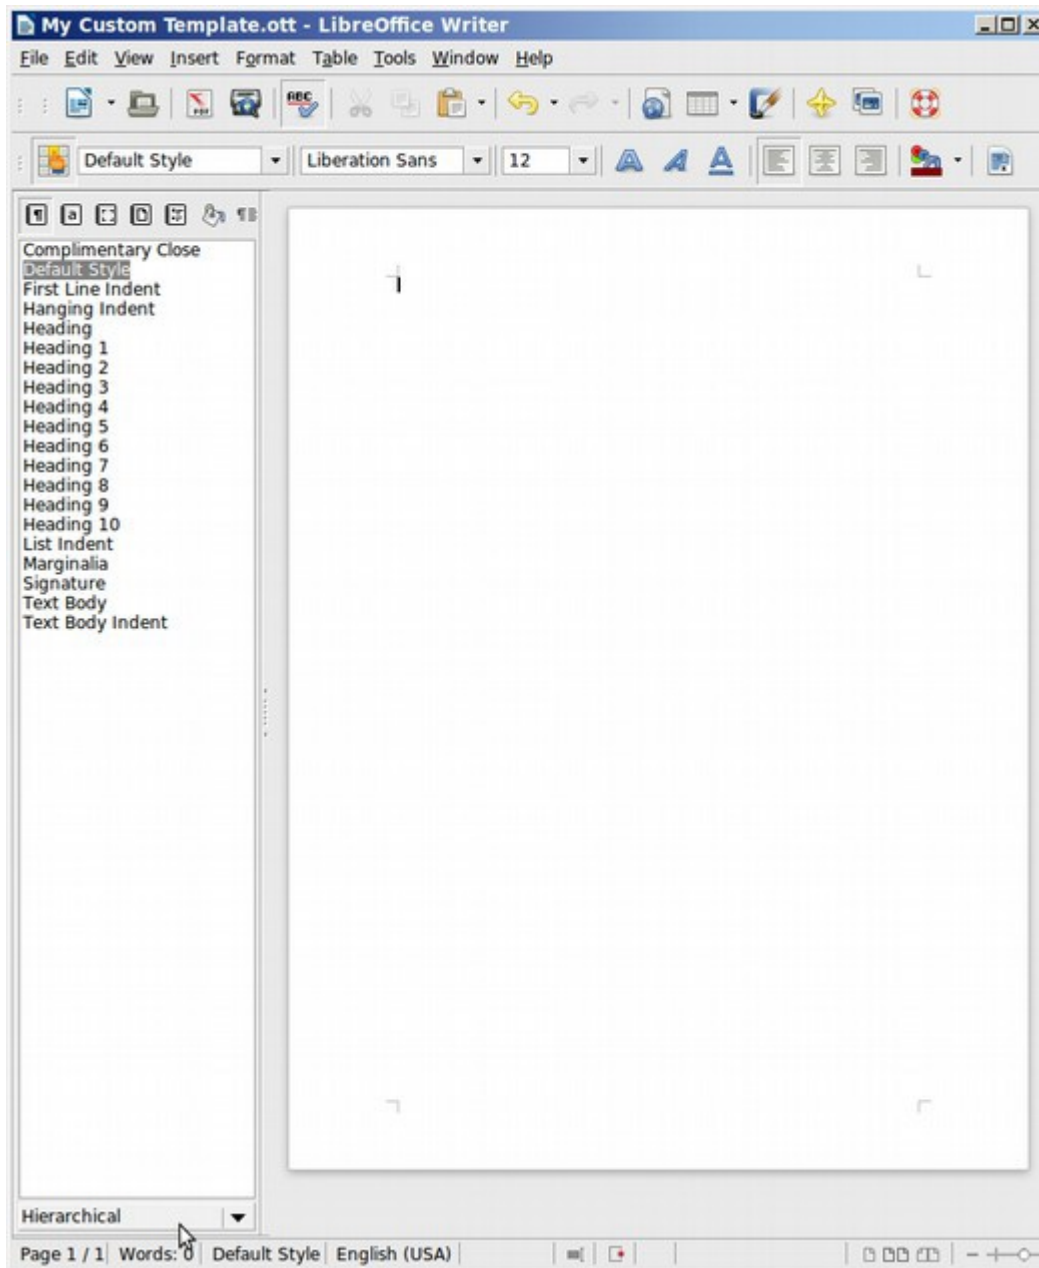 My Custom Template.ott - LibreOffice Writer
File Edit View Insert Format Table Tools Window Help
PDF ABC
Default Style Liberation Sans 12 A A A
a
Complimentary Close
Default Style
First Line Indent
Hanging Indent
Heading
Heading 1
Heading 2
Heading 3
Heading 4
Heading 5
Heading 6
Heading 7
Heading 8
Heading 9
Heading 10
List Indent
Marginalia
Signature
Text Body
Text Body Indent
Hierarchical
Page 1 / 1 Words: 0 Default Style English (USA)